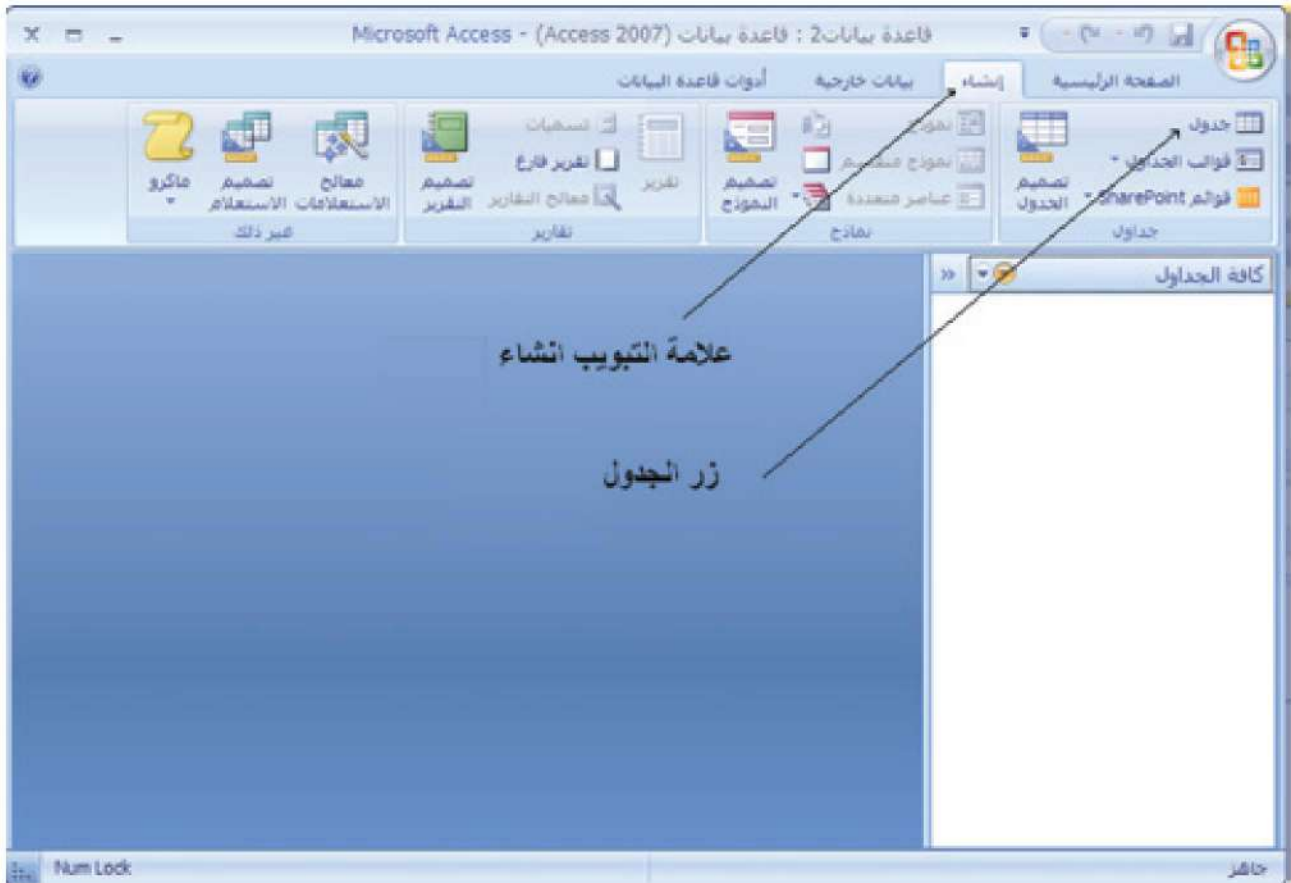 قاعدة بيانات2 : قاعدة بيانات (Access 2007) - Microsoft Access
الصفحة الرئيسية إنشاء بيانات خارجية أدوات قاعدة البيانات
جدول
قوالب الجداول
قوائم SharePoint
تصميم الجدول
جداول
نموذج
نموذج منقسم
عناصر متعددة
تصميم النموذج
نماذج
تقرير
تسميات
تقرير فارغ
معالج التقارير
تصميم التقرير
تقارير
معالج الاستعلامات
تصميم الاستعلام
ماكرو
غير ذلك
كافة الجداول
علامة التبويب انشاء
زر الجدول
جاهز
Num Lock